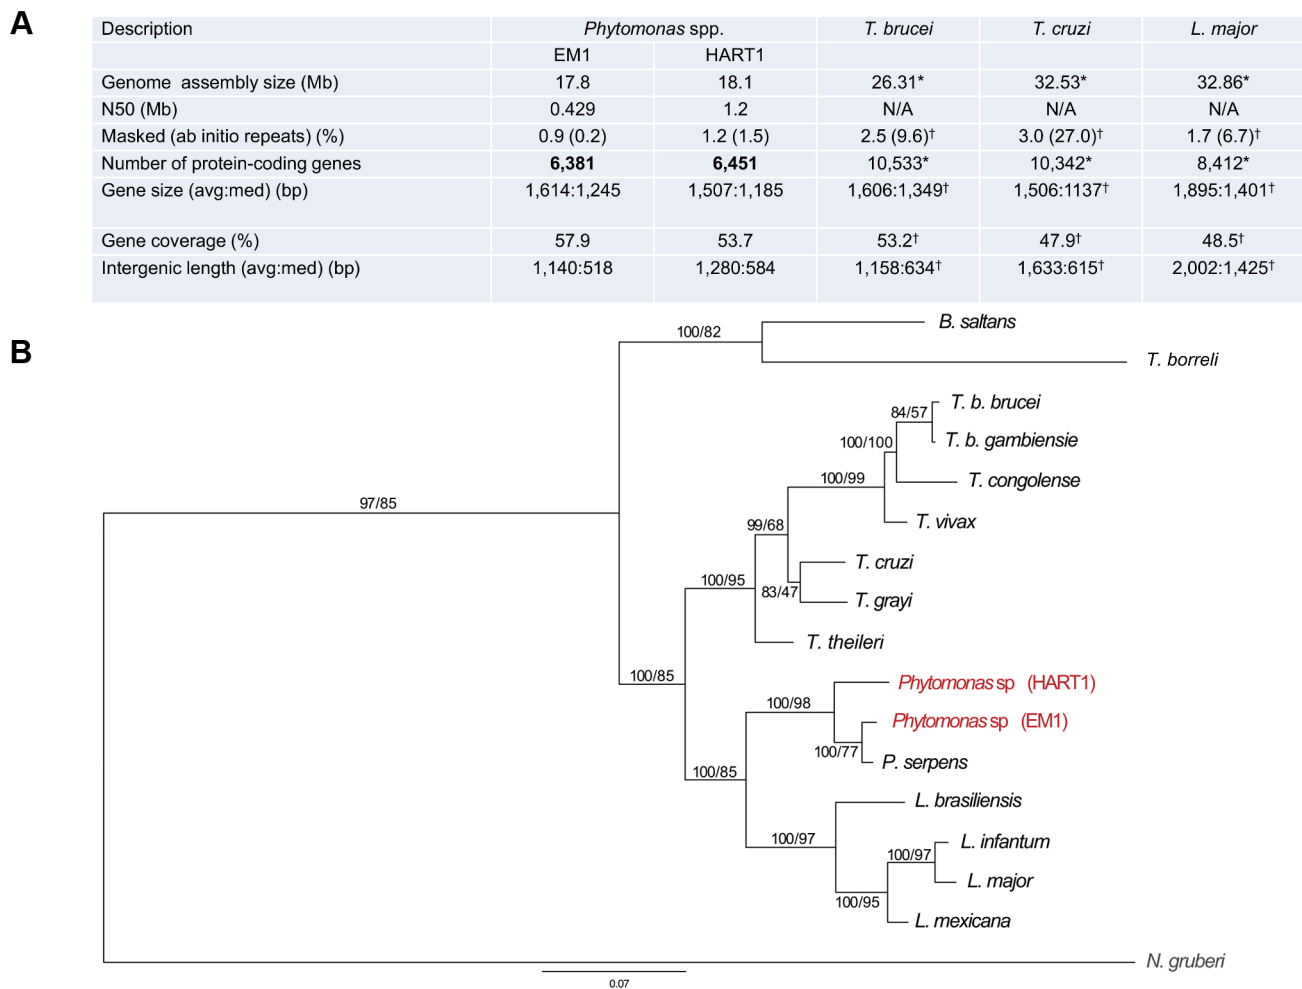 A
Description Phytomonas spp. T. brucei T. cruzi L. major
EM1 HART1
Genome assembly size (Mb) 17.8 18.1 26.31* 32.53* 32.86*
N50 (Mb) 0.429 1.2 N/A N/A N/A
Masked (ab initio repeats) (%) 0.9 (0.2) 1.2 (1.5) 2.5 (9.6)† 3.0 (27.0)† 1.7 (6.7)†
Number of protein-coding genes 6,381 6,451 10,533* 10,342* 8,412*
Gene size (avg:med) (bp) 1,614:1,245 1,507:1,185 1,606:1,349† 1,506:1137† 1,895:1,401†
Gene coverage (%) 57.9 53.7 53.2† 47.9† 48.5†
Intergenic length (avg:med) (bp) 1,140:518 1,280:584 1,158:634† 1,633:615† 2,002:1,425†
B
B. saltans
100/82
T. borreli
T. b. brucei
84/57
T. b. gambiensie
100/100
T. congolense
100/99
97/85
T. vivax
99/68
T. cruzi
100/95
83/47
T. grayi
T. theileri
100/85
Phytomonas sp (HART1)
100/98
Phytomonas sp (EM1)
100/77
P. serpens
100/85
L. brasiliensis
100/97
L. infantum
100/97
L. major
100/95
L. mexicana
N. gruberi
0.07